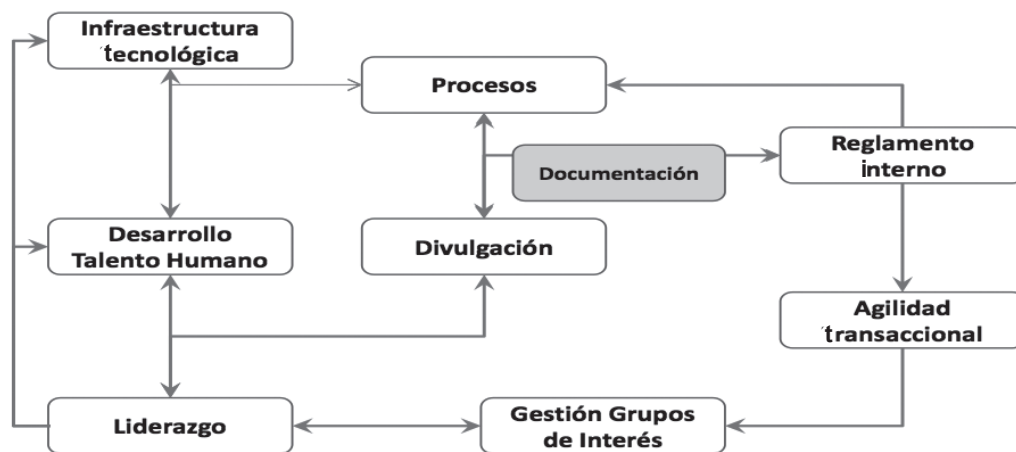 Infraestructura
tecnológica
Procesos
Reglamento
interno
Documentación
Desarrollo
Talento Humano
Divulgación
Agilidad
transaccional
Liderazgo
Gestión Grupos
de Interés